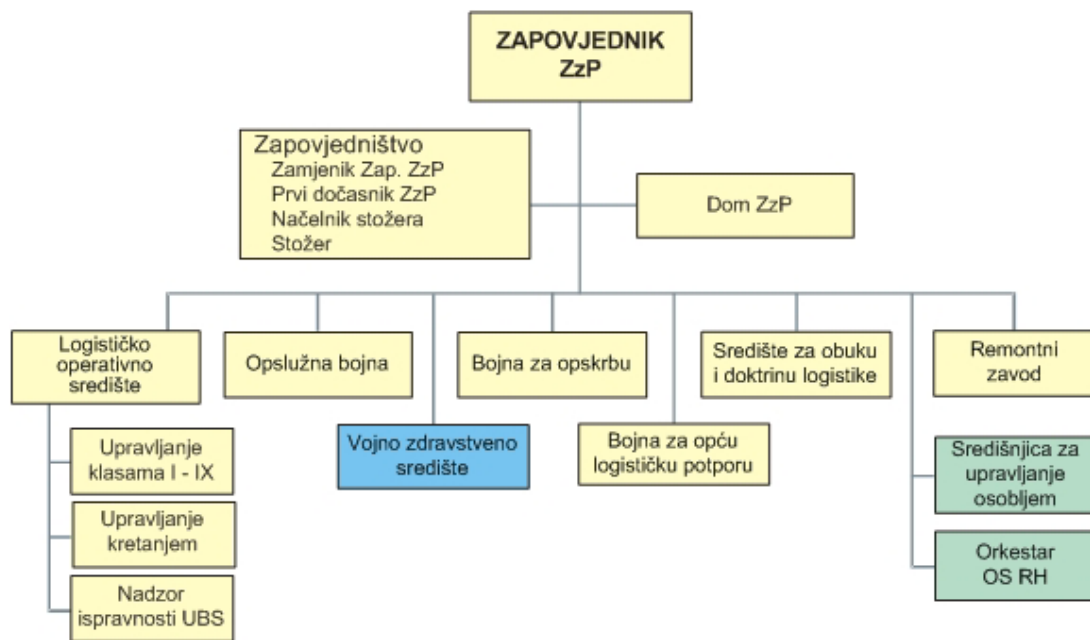 ZAPOVJEDNIK
ZzP
Zapovjedništvo
Zamjenik Zap. ZzP
Prvi dočasnik ZzP
Načelnik stožera
Stožer
Dom ZzP
Logističko
operativno
središte
Opslužna bojna
Bojna za opskrbu
Središte za obuku
i doktrinu logistike
Remontni
zavod
Vojno zdravstveno
središte
Bojna za opću
logističku potporu
Upravljanje
klasama I - IX
Upravljanje
kretanjem
Nadzor
ispravnosti UBS
Središnjica za
upravljanje
osobljem
Orkestar
OS RH